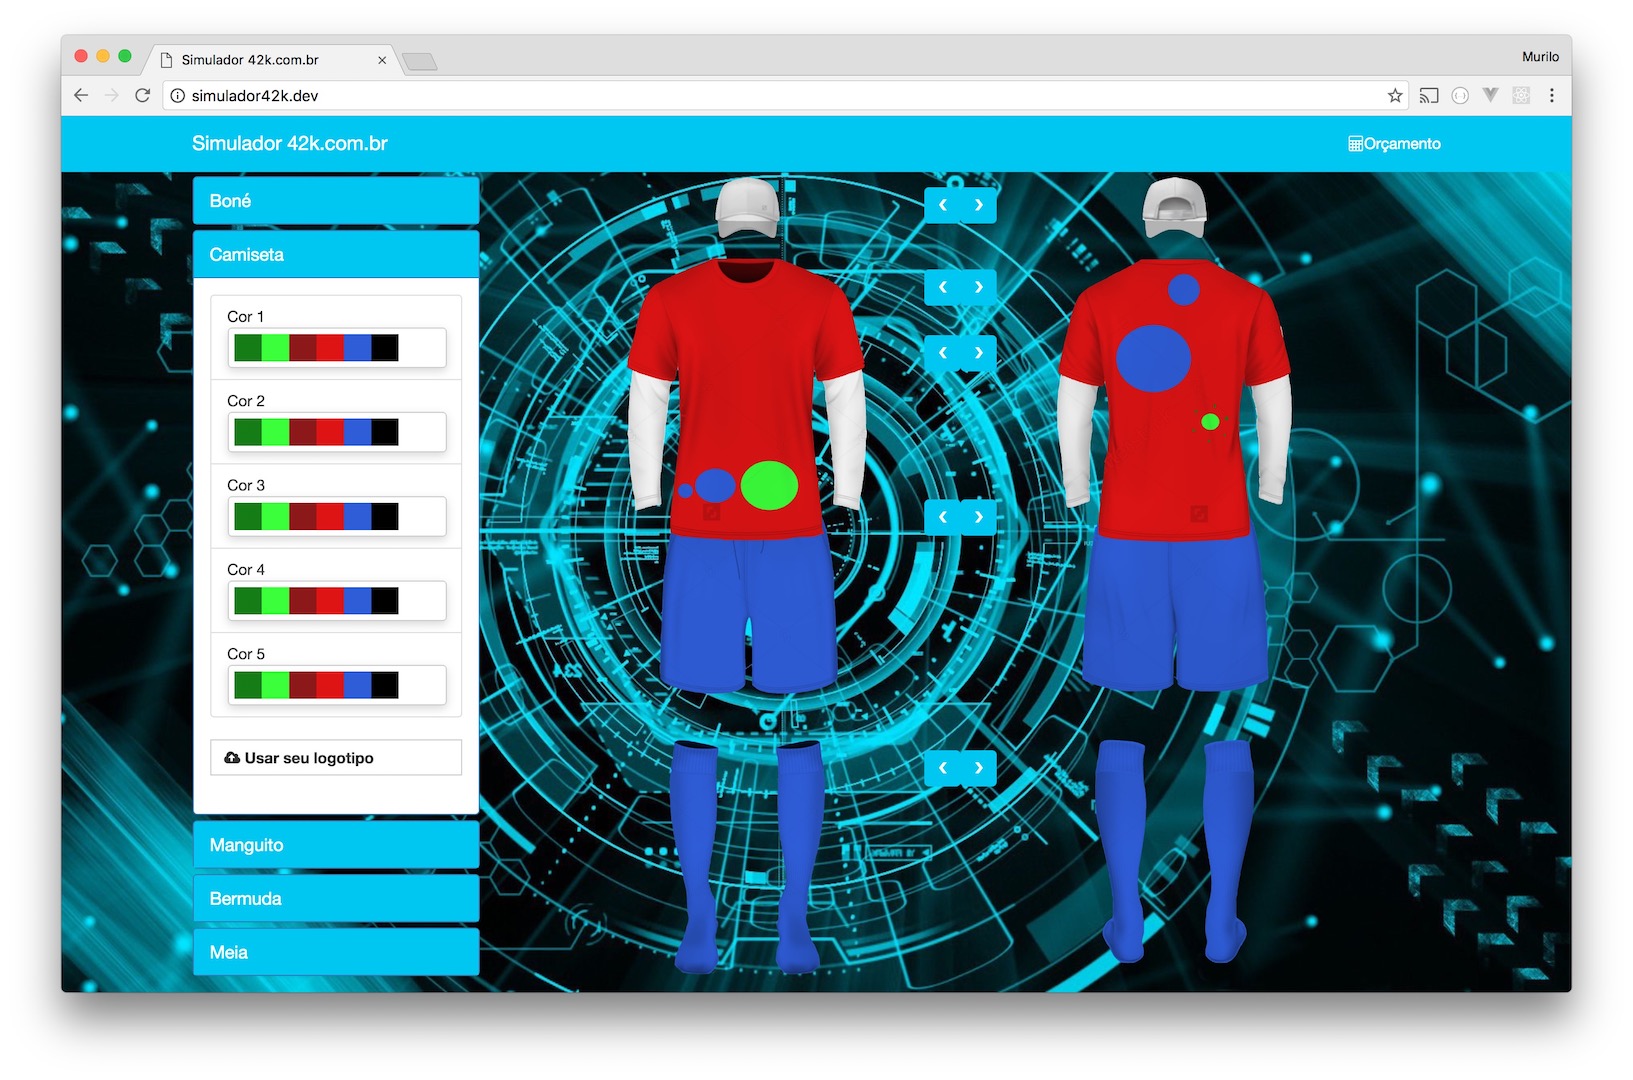 Simulador 42k.com.br
Murilo
simulador42k.dev
Simulador 42k.com.br
Orçamento
Boné
Camiseta
Cor 1
Cor 2
Cor 3
Cor 4
Cor 5
Usar seu logotipo
Manguito
Bermuda
Meia